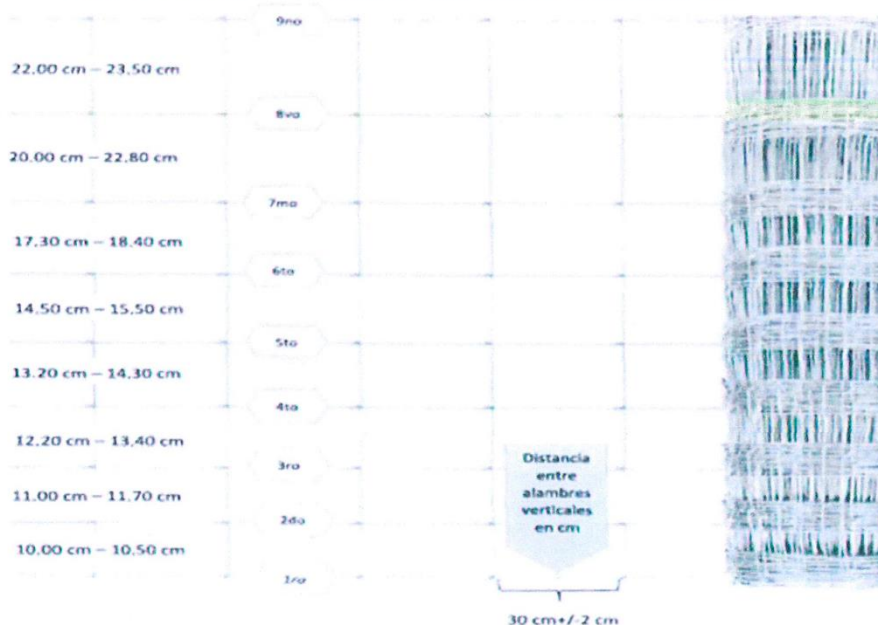 9no
22.00 cm – 23.50 cm
8vo
20.00 cm – 22.80 cm
7mo
17.30 cm – 18.40 cm
6to
14.50 cm – 15.50 cm
5to
13.20 cm – 14.30 cm
4to
12.20 cm – 13.40 cm
3ro
11.00 cm – 11.70 cm
2do
10.00 cm – 10.50 cm
1ro
Distancia
entre
alambres
verticales
en cm
30 cm+/-2 cm